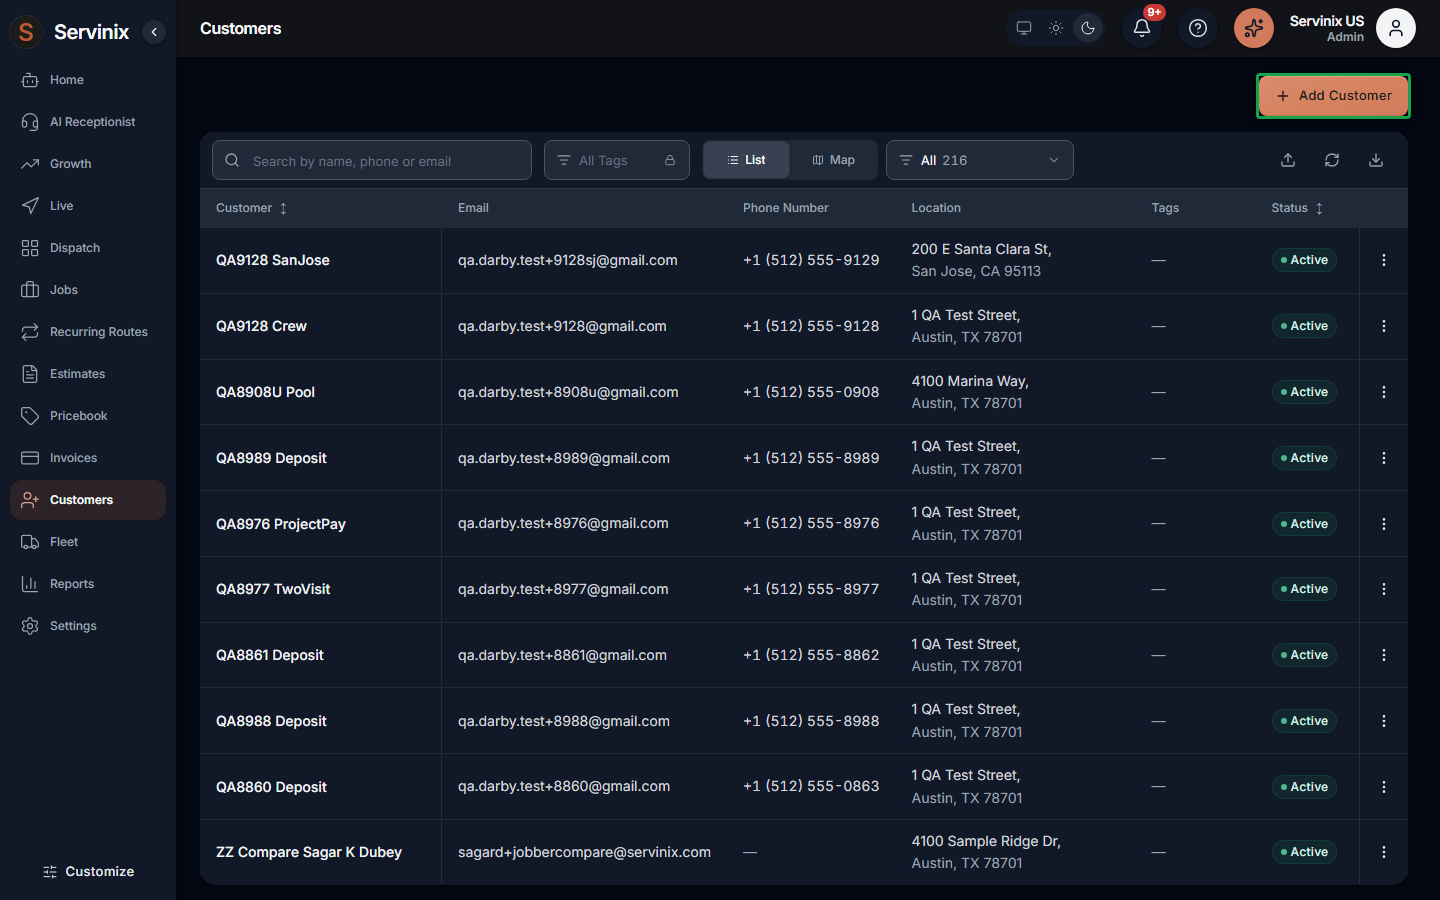 S Servinix
Customers
9+
Servinix US
Admin
Home
AI Receptionist
Growth
Live
Dispatch
Jobs
Recurring Routes
Estimates
Pricebook
Invoices
Customers
Fleet
Reports
Settings
Customize
+ Add Customer
Search by name, phone or email
All Tags
List
Map
All 216
Customer
Email
Phone Number
Location
Tags
Status
QA9128 SanJose
qa.darby.test+9128sj@gmail.com
+1 (512) 555-9129
200 E Santa Clara St,
San Jose, CA 95113
—
Active
QA9128 Crew
qa.darby.test+9128@gmail.com
+1 (512) 555-9128
1 QA Test Street,
Austin, TX 78701
—
Active
QA8908U Pool
qa.darby.test+8908u@gmail.com
+1 (512) 555-0908
4100 Marina Way,
Austin, TX 78701
—
Active
QA8989 Deposit
qa.darby.test+8989@gmail.com
+1 (512) 555-8989
1 QA Test Street,
Austin, TX 78701
—
Active
QA8976 ProjectPay
qa.darby.test+8976@gmail.com
+1 (512) 555-8976
1 QA Test Street,
Austin, TX 78701
—
Active
QA8977 TwoVisit
qa.darby.test+8977@gmail.com
+1 (512) 555-8977
1 QA Test Street,
Austin, TX 78701
—
Active
QA8861 Deposit
qa.darby.test+8861@gmail.com
+1 (512) 555-8862
1 QA Test Street,
Austin, TX 78701
—
Active
QA8988 Deposit
qa.darby.test+8988@gmail.com
+1 (512) 555-8988
1 QA Test Street,
Austin, TX 78701
—
Active
QA8860 Deposit
qa.darby.test+8860@gmail.com
+1 (512) 555-0863
1 QA Test Street,
Austin, TX 78701
—
Active
ZZ Compare Sagar K Dubey
sagard+jobbercompare@servinix.com
—
4100 Sample Ridge Dr,
Austin, TX 78701
—
Active